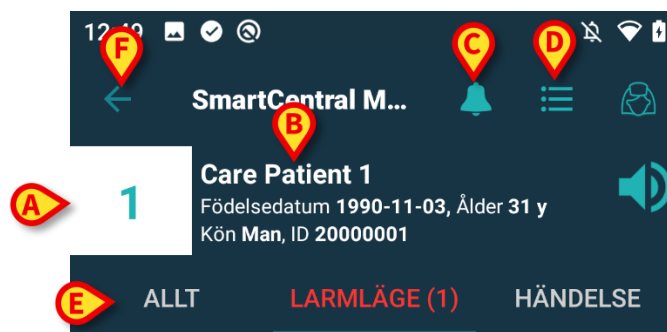 12:49
F
C
D
SmartCentral M...
B
A
1
Care Patient 1
Födelsedatum 1990-11-03, Ålder 31 y
Kön Man, ID 20000001
E
ALLT LARMLÄGE (1) HÄNDELSE